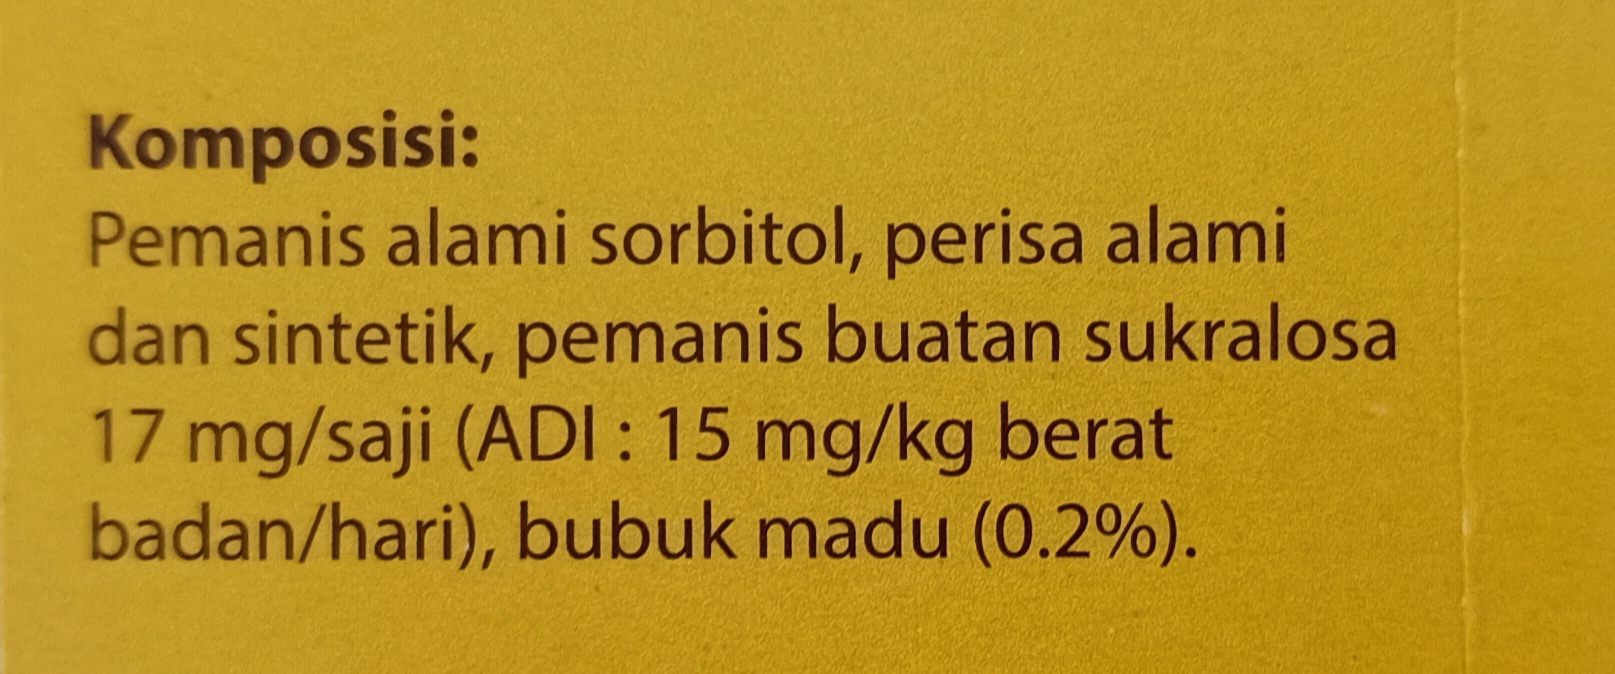 Komposisi:
Pemanis alami sorbitol, perisa alami
dan sintetik, pemanis buatan sukralosa
17 mg/saji (ADI : 15 mg/kg berat
badan/hari), bubuk madu (0.2%).